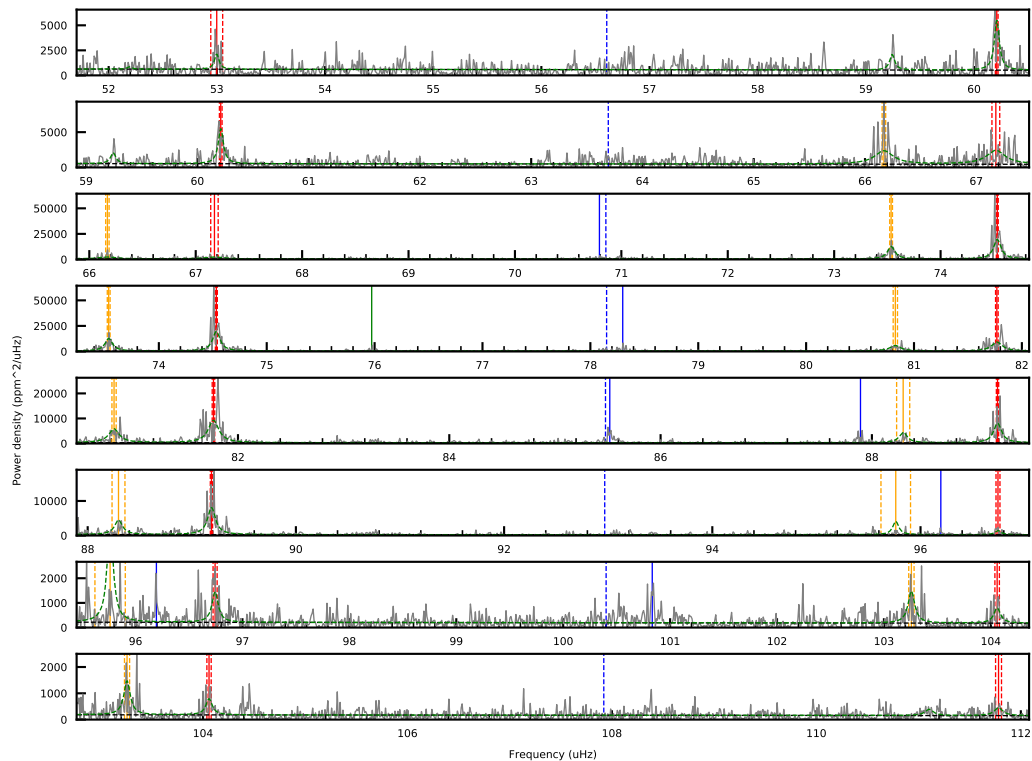 5000
2500
0
52 53 54 55 56 57 58 59 60
5000
0
59 60 61 62 63 64 65 66 67
50000
25000
0
66 67 68 69 70 71 72 73 74
50000
25000
0
74 75 76 77 78 79 80 81 82
20000
10000
0
82 84 86 88
Power density (ppm^2/uHz)
10000
0
88 90 92 94 96
2000
1000
0
96 97 98 99 100 101 102 103 104
2000
1000
0
104 106 108 110 112
Frequency (uHz)